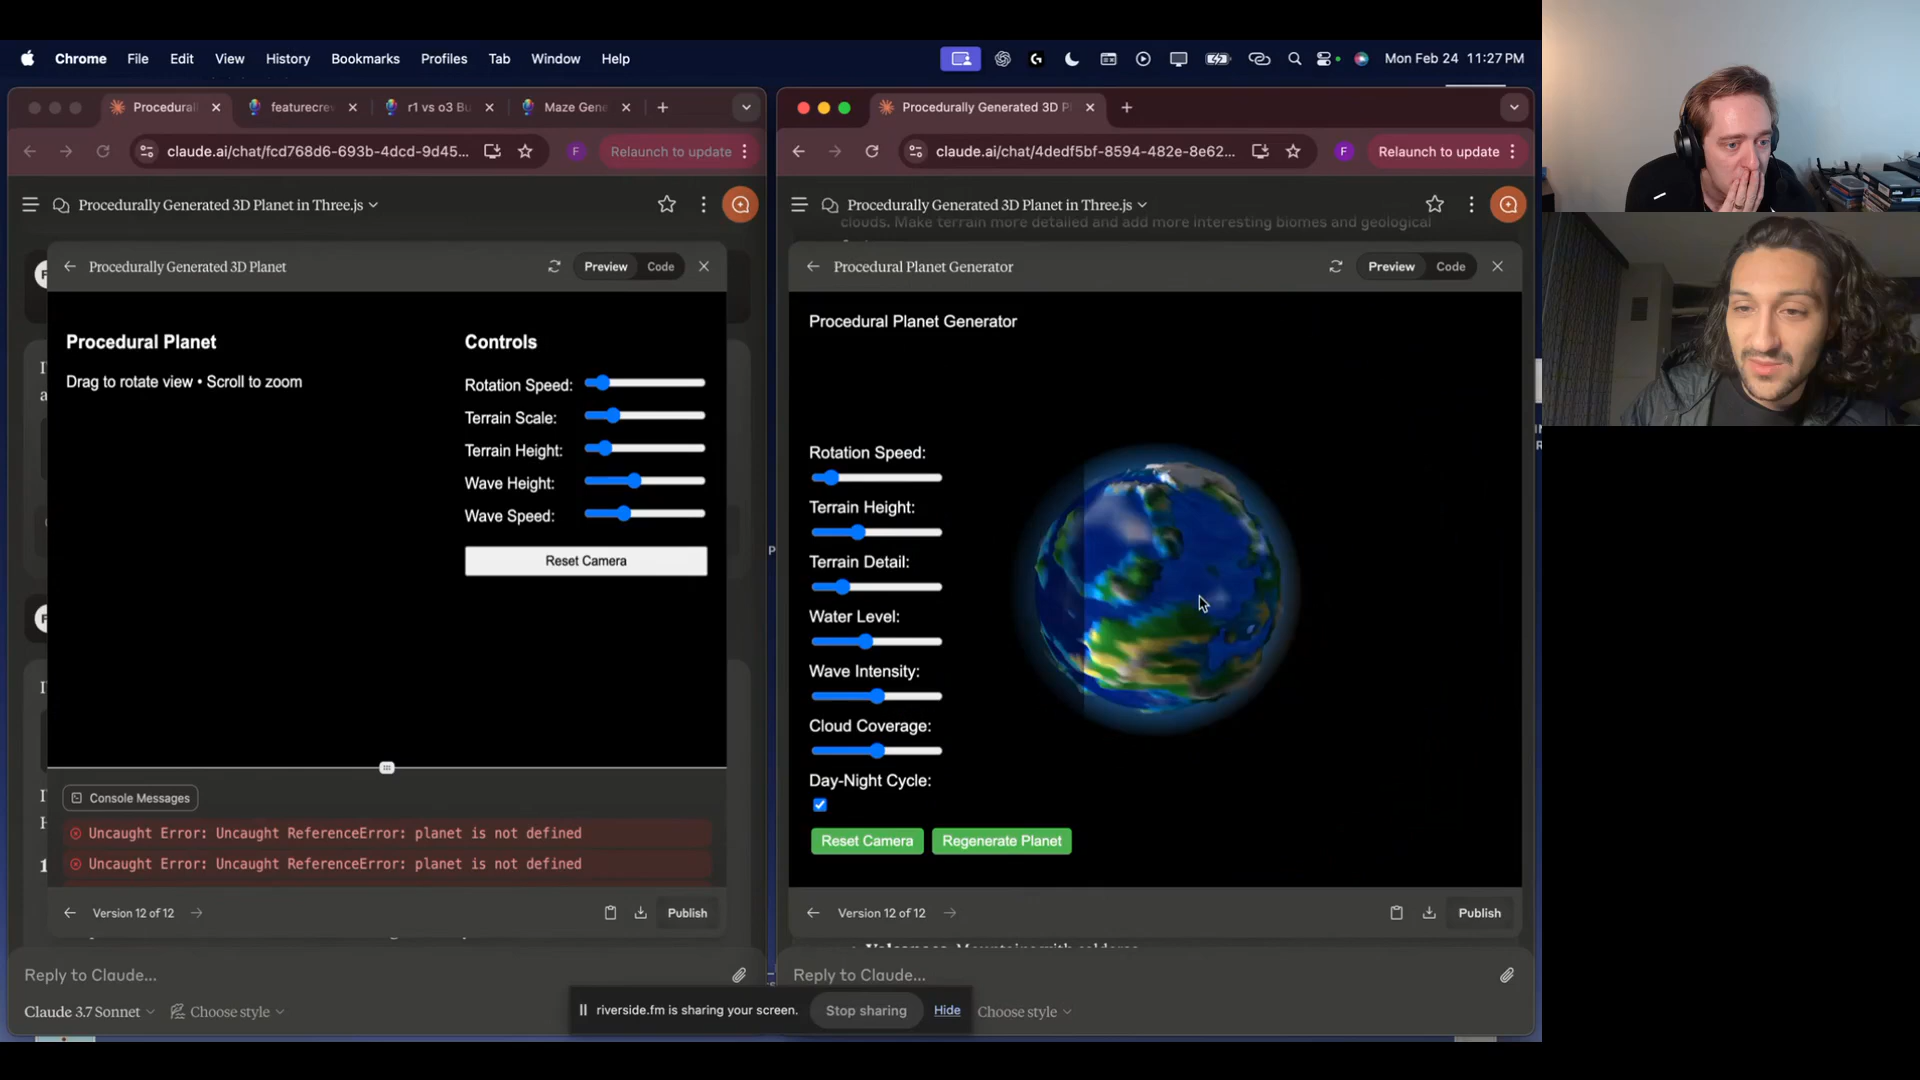 Chrome File Edit View History Bookmarks Profiles Tab Window Help
Mon Feb 24 11:27 PM
Procedural
featurecre
r1 vs o3 Bu
Maze Gene
Procedurally Generated 3D P
claude.ai/chat/fcd768d6-693b-4dcd-9d45...
F
Relaunch to update
claude.ai/chat/4dedf5bf-8594-482e-8e62...
F
Relaunch to update
Procedurally Generated 3D Planet in Three.js
Procedurally Generated 3D Planet in Three.js
clouds. Make terrain more detailed and add more interesting biomes and geological
Procedurally Generated 3D Planet
Preview Code
Procedural Planet
Drag to rotate view • Scroll to zoom
Controls
Rotation Speed:
Terrain Scale:
Terrain Height:
Wave Height:
Wave Speed:
Reset Camera
Console Messages
Uncaught Error: Uncaught ReferenceError: planet is not defined
Uncaught Error: Uncaught ReferenceError: planet is not defined
Version 12 of 12
Publish
Reply to Claude...
Claude 3.7 Sonnet
Choose style
Procedural Planet Generator
Preview Code
Procedural Planet Generator
Rotation Speed:
Terrain Height:
Terrain Detail:
Water Level:
Wave Intensity:
Cloud Coverage:
Day-Night Cycle:
Reset Camera
Regenerate Planet
Version 12 of 12
Publish
Reply to Claude...
Choose style
riverside.fm is sharing your screen.
Stop sharing
Hide